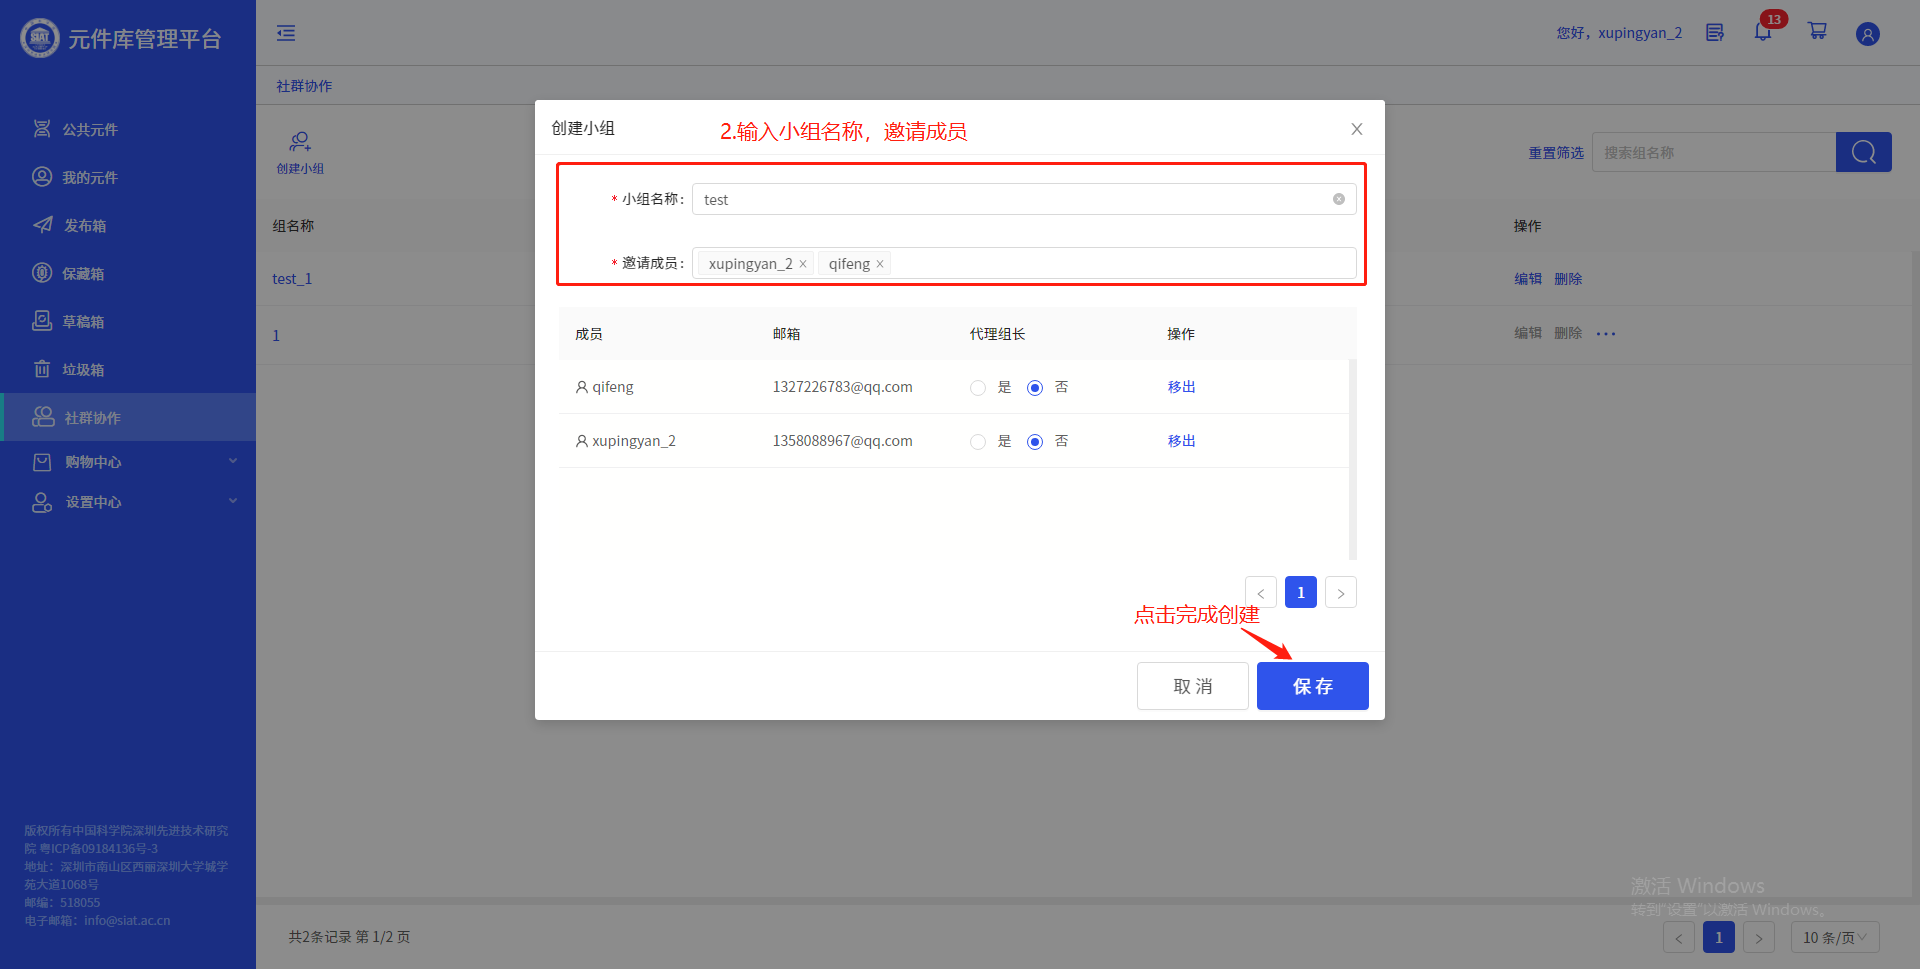 SIAT
元件库管理平台
您好，xupingyan_2
13
公共元件
我的元件
发布箱
保藏箱
草稿箱
垃圾箱
社群协作
购物中心
设置中心
版权所有中国科学院深圳先进技术研究
院 粤ICP备09184136号-3
地址：深圳市南山区西丽深圳大学城学
苑大道1068号
邮编：518055
电子邮箱：info@siat.ac.cn
社群协作
创建小组
重置筛选
搜索组名称
组名称
操作
test_1
编辑 删除
1
编辑 删除 •••
创建小组
2.输入小组名称，邀请成员
* 小组名称： test
* 邀请成员： xupingyan_2 × qifeng ×
成员 邮箱 代理组长 操作
qifeng 1327226783@qq.com 是 否 移出
xupingyan_2 1358088967@qq.com 是 否 移出
< 1 >
点击完成创建
取 消 保 存
激活 Windows
转到“设置”以激活 Windows。
共2条记录 第 1/2 页
< 1 > 10 条/页